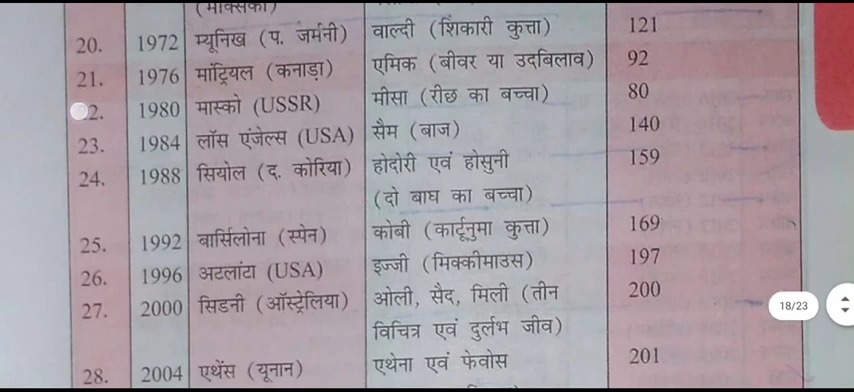 (मैक्सिको)
20. 1972 म्यूनिख (प. जर्मनी) वाल्दी (शिकारी कुत्ता) 121
21. 1976 मांट्रियल (कनाड़ा) एमिक (बीवर या उदबिलाव) 92
2. 1980 मास्को (USSR) मीसा (रीछ का बच्चा) 80
23. 1984 लॉस एंजेल्स (USA) सैम (बाज) 140
24. 1988 सियोल (द. कोरिया) होदोरी एवं होसुनी 159
(दो बाघ का बच्चा)
25. 1992 बार्सिलोना (स्पेन) कोबी (कार्टूनुमा कुत्ता) 169
26. 1996 अटलांटा (USA) इज्जी (मिक्कीमाउस) 197
27. 2000 सिडनी (ऑस्ट्रेलिया) ओली, सैद, मिली (तीन 200
विचित्र एवं दुर्लभ जीव)
28. 2004 एथेंस (यूनान) एथेना एवं फेवोस 201
18/23